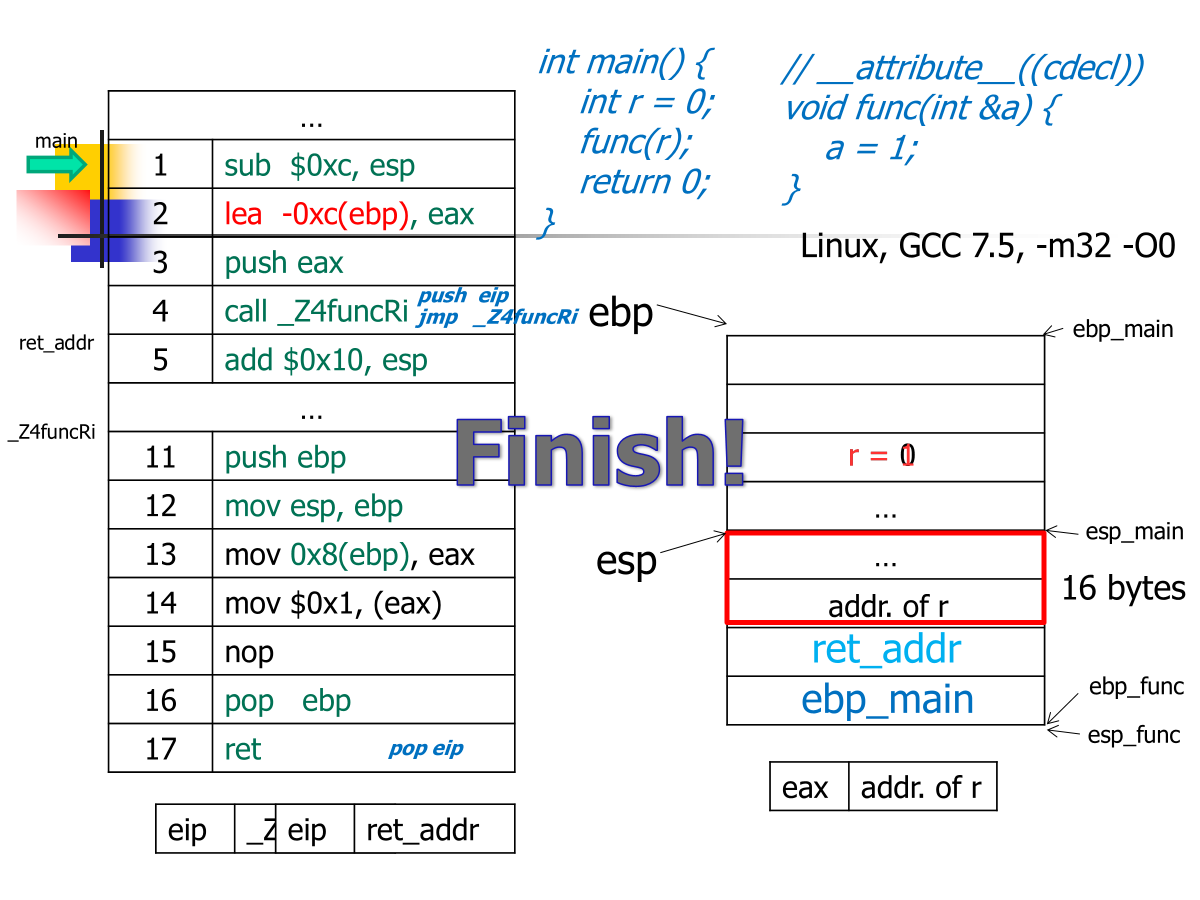 int main() {
int r = 0;
func(r);
return 0;
}
// __attribute__((cdecl))
void func(int &a) {
a = 1;
}
Linux, GCC 7.5, -m32 -O0
main
...
1 sub $0xc, esp
2 lea -0xc(ebp), eax
3 push eax
4 call _Z4funcRi push eip
jmp _Z4funcRi
ret_addr
5 add $0x10, esp
...
_Z4funcRi
11 push ebp
12 mov esp, ebp
13 mov 0x8(ebp), eax
14 mov $0x1, (eax)
15 nop
16 pop ebp
17 ret pop eip
eip _Z eip ret_addr
Finish!
ebp
ebp_main
r = 0
1
...
esp
esp_main
...
16 bytes
addr. of r
ret_addr
ebp_main
ebp_func
esp_func
eax addr. of r